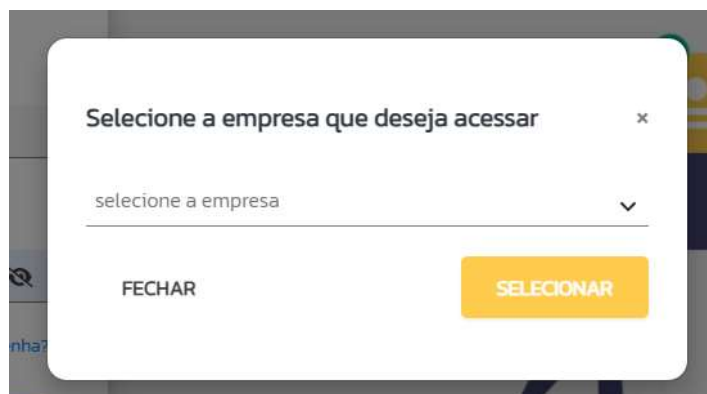 Selecione a empresa que deseja acessar ×
selecione a empresa
FECHAR SELECIONAR
nha?